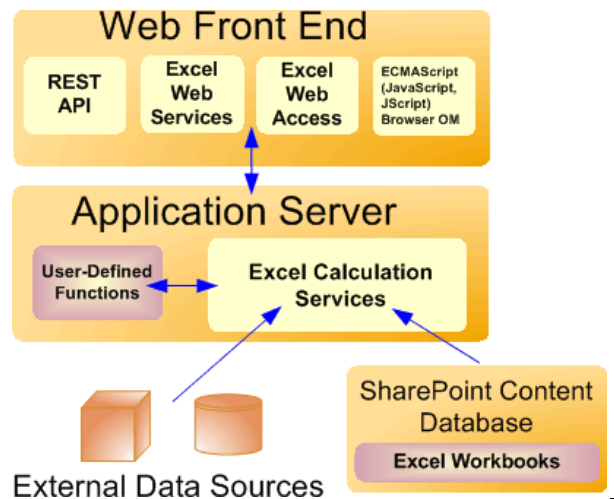 Web Front End
REST
API
Excel
Web
Services
Excel
Web
Access
ECMAScript
(JavaScript,
JScript)
Browser OM
Application Server
User-Defined
Functions
Excel Calculation
Services
SharePoint Content
Database
Excel Workbooks
External Data Sources